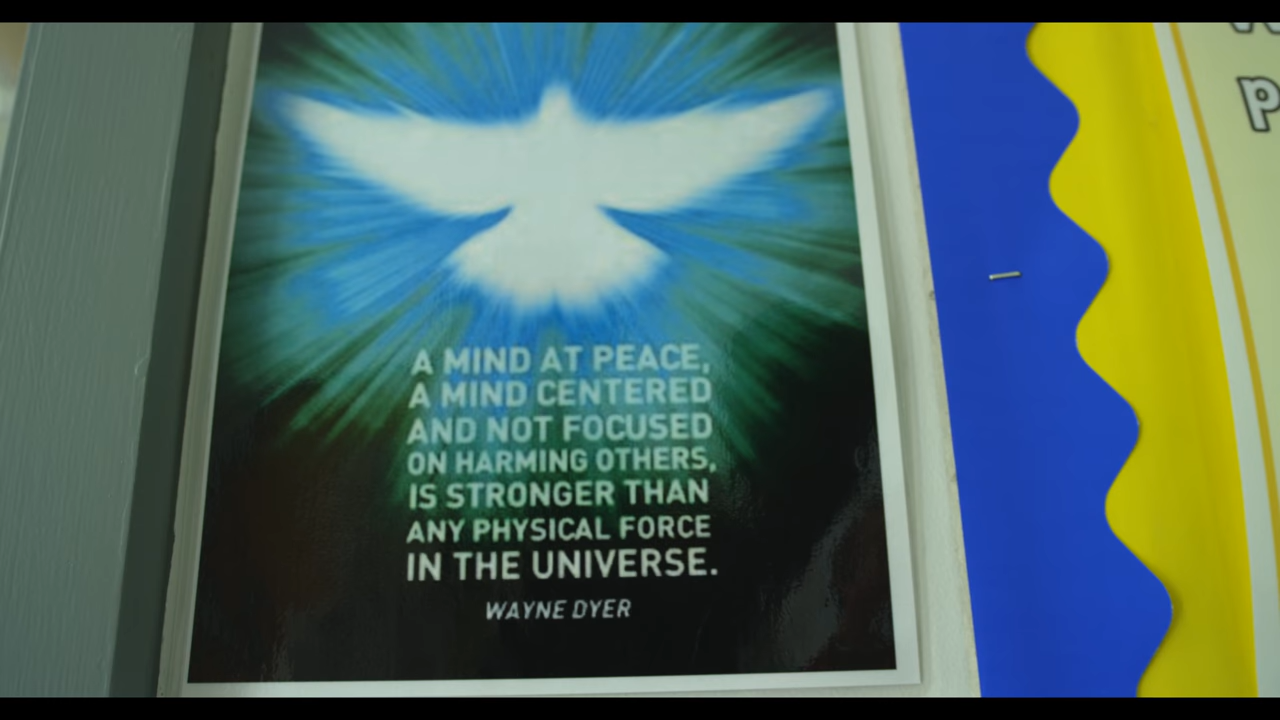 A MIND AT PEACE,
A MIND CENTERED
AND NOT FOCUSED
ON HARMING OTHERS,
IS STRONGER THAN
ANY PHYSICAL FORCE
IN THE UNIVERSE.
WAYNE DYER